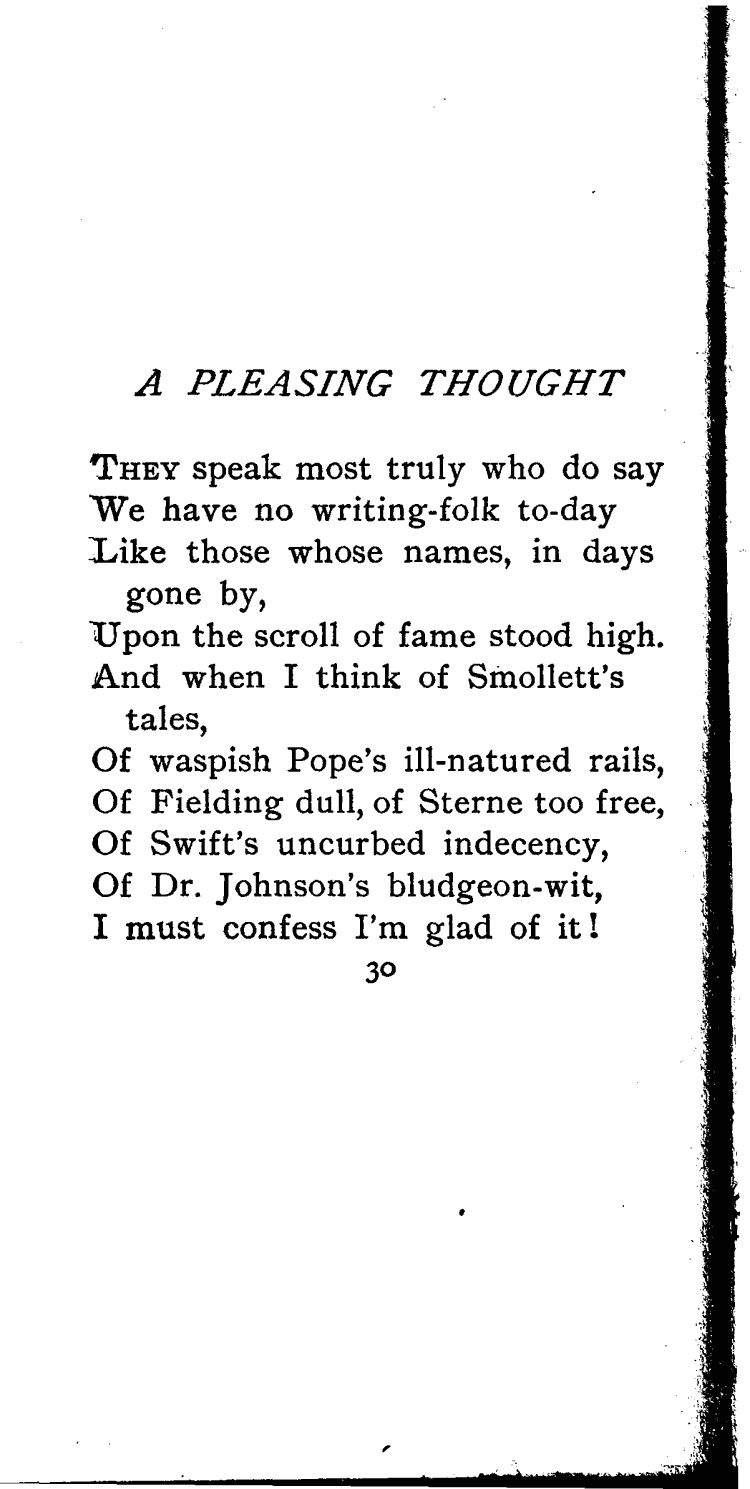 A PLEASING THOUGHT
THEY speak most truly who do say
We have no writing-folk to-day
Like those whose names, in days
gone by,
Upon the scroll of fame stood high.
And when I think of Smollett's
tales,
Of waspish Pope's ill-natured rails,
Of Fielding dull, of Sterne too free,
Of Swift's uncurbed indecency,
Of Dr. Johnson's bludgeon-wit,
I must confess I'm glad of it!
30